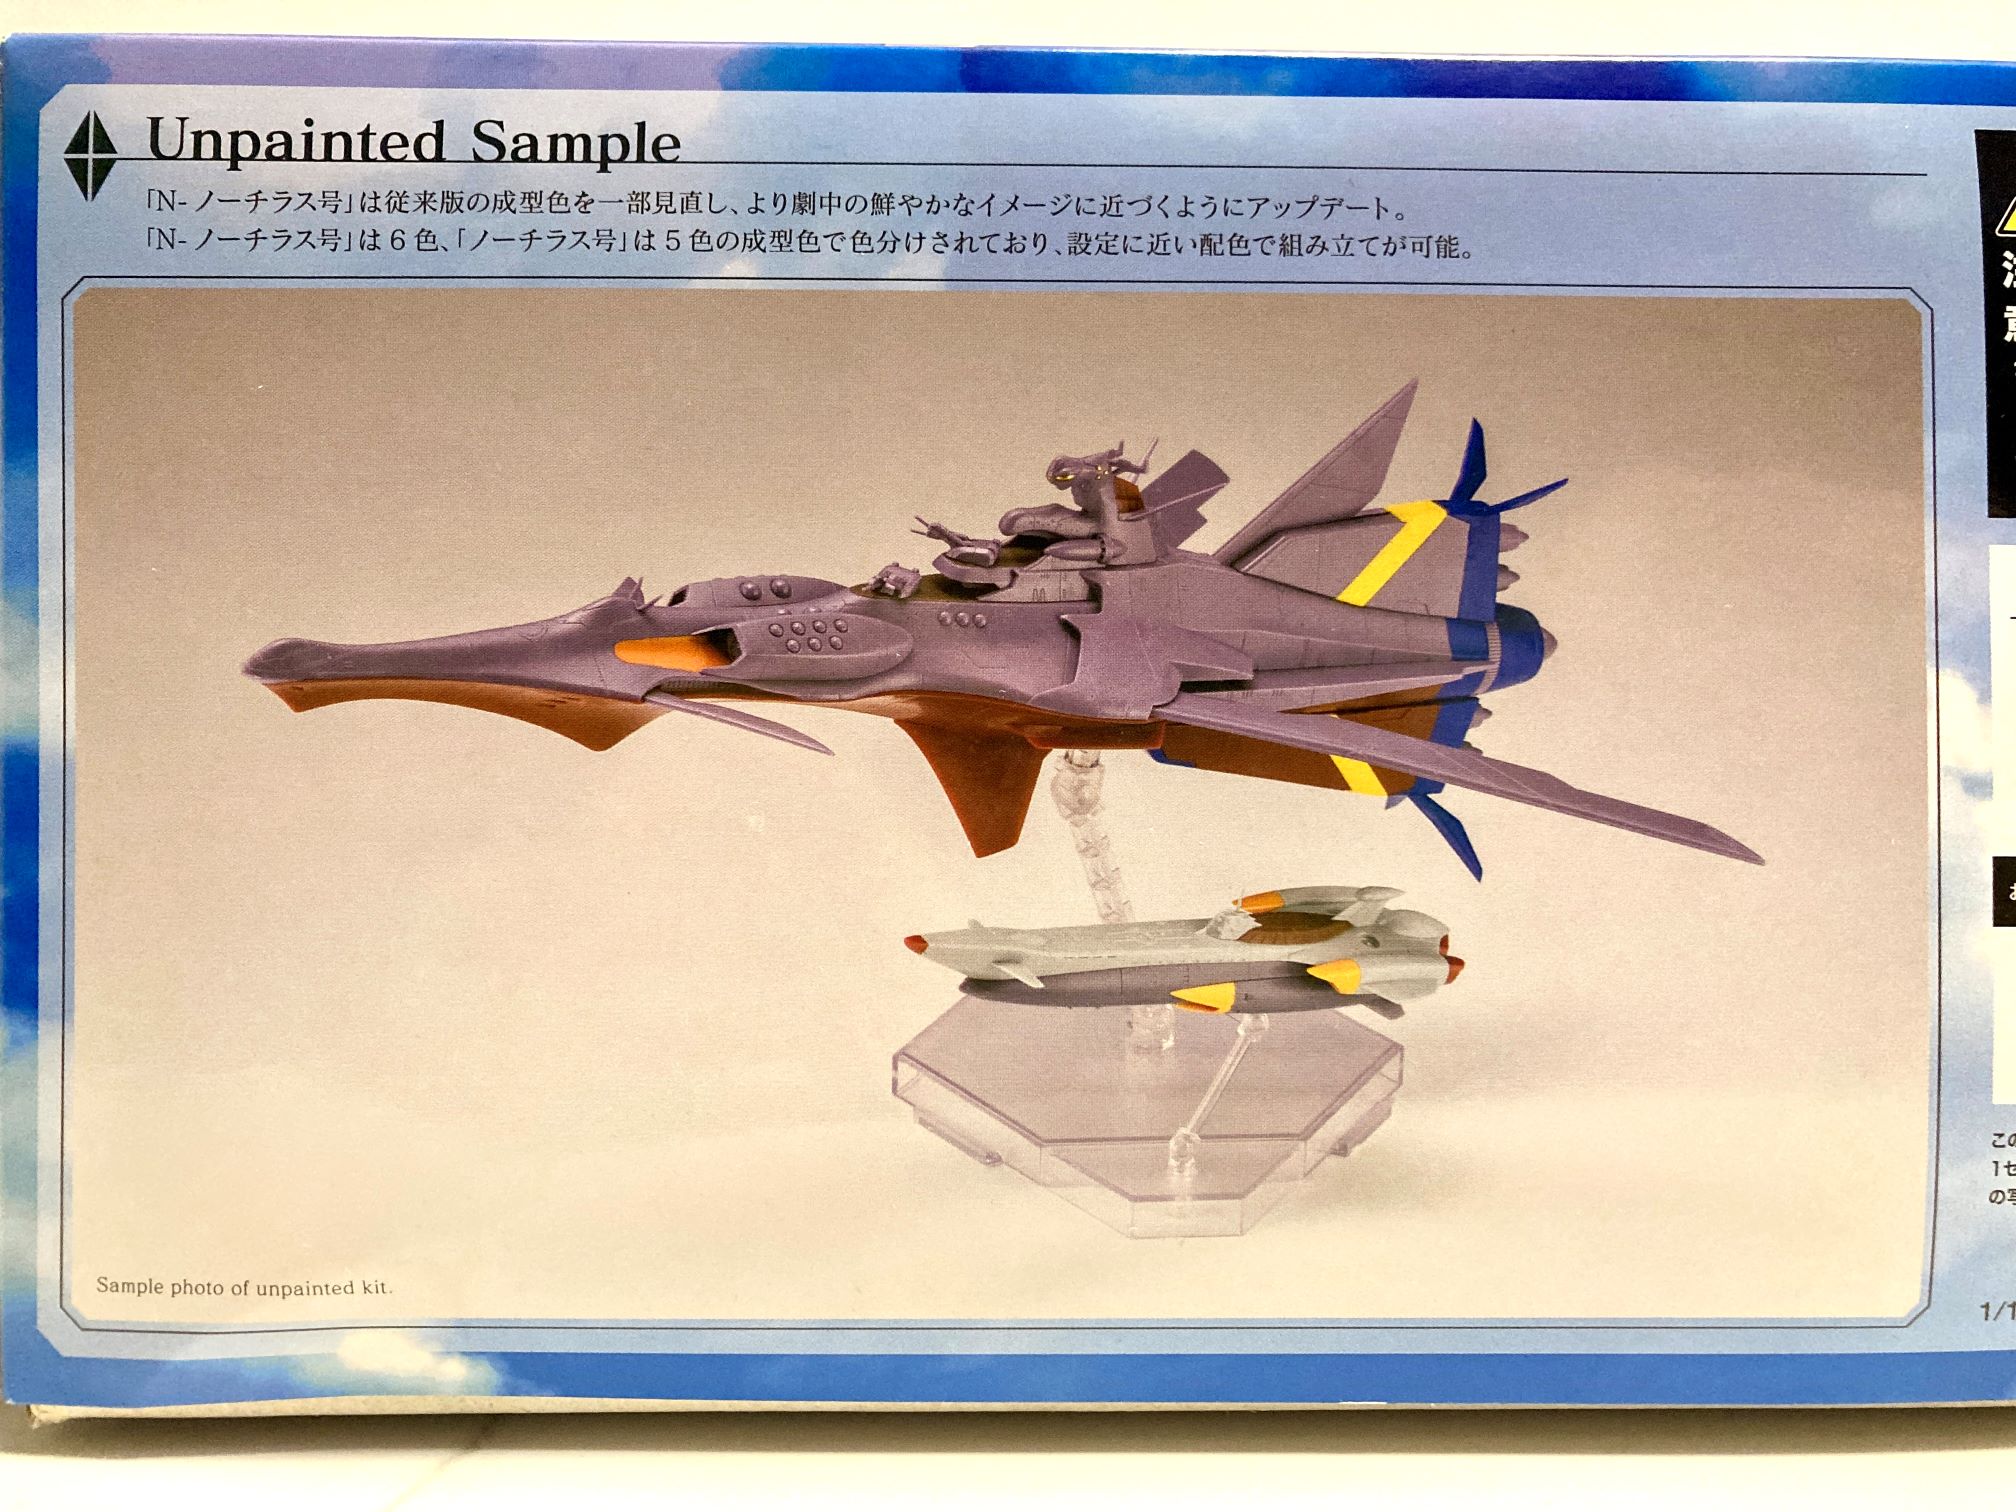 Unpainted Sample
「N- ノーチラス号」は従来版の成型色を一部見直し、より劇中の鮮やかなイメージに近づくようにアップデート。
「N- ノーチラス号」は 6 色、「ノーチラス号」は 5 色の成型色で色分けされており、設定に近い配色で組み立てが可能。
Sample photo of unpainted kit.
この
1セ
の写
1/1